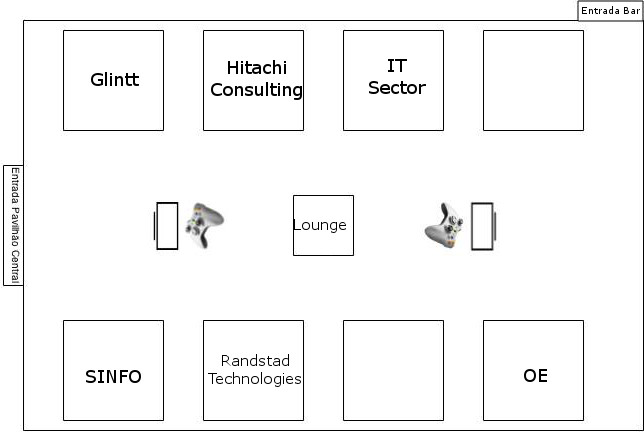 Entrada Bar
Glintt
Hitachi
Consulting
IT
Sector
Entrada Pavilhão Central
Lounge
SINFO
Randstad
Technologies
OE